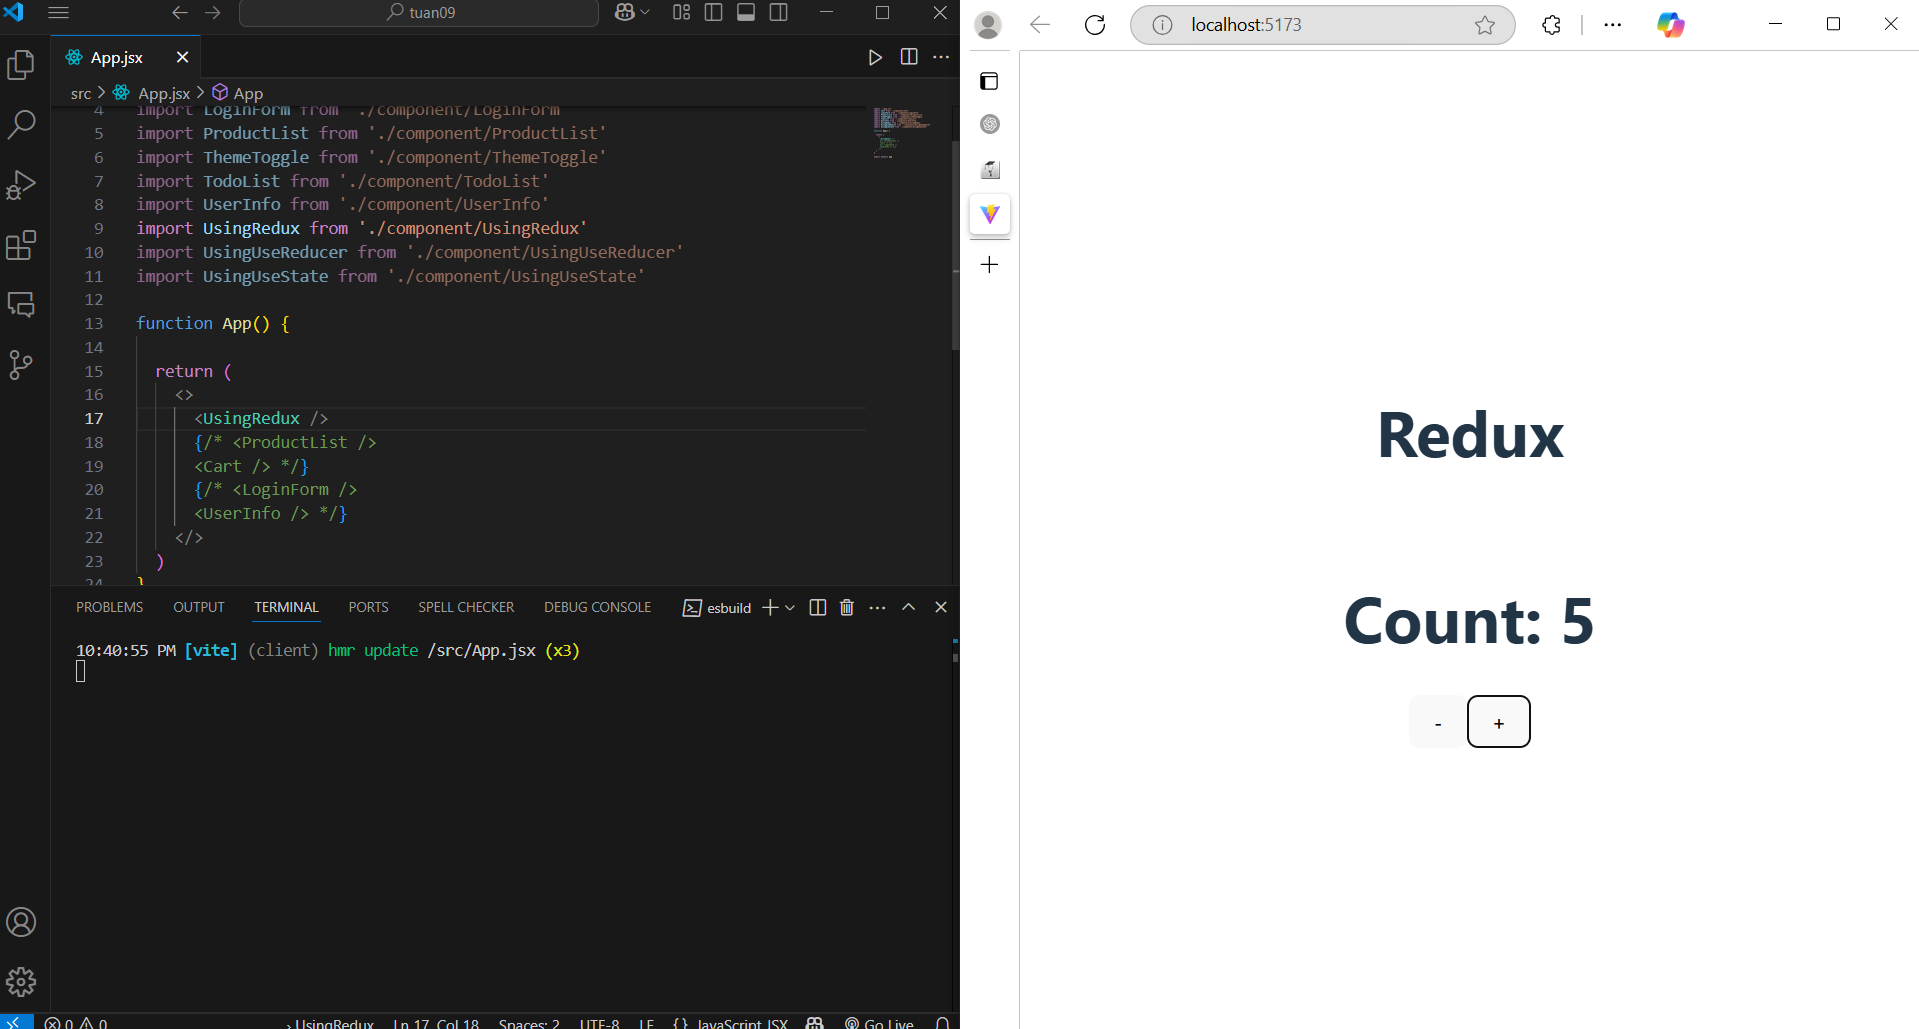 tuan09
App.jsx
src > App.jsx > App
4 import LoginForm from './component/LoginForm
5 import ProductList from './component/ProductList'
6 import ThemeToggle from './component/ThemeToggle'
7 import TodoList from './component/TodoList'
8 import UserInfo from './component/UserInfo'
9 import UsingRedux from './component/UsingRedux'
10 import UsingUseReducer from './component/UsingUseReducer'
11 import UsingUseState from './component/UsingUseState'
12
13 function App() {
14
15 return (
16 <>
17 <UsingRedux />
18 {/* <ProductList />
19 <Cart /> */}
20 {/* <LoginForm />
21 <UserInfo /> */}
22 </>
23 )
24 }
PROBLEMS OUTPUT TERMINAL PORTS SPELL CHECKER DEBUG CONSOLE esbuild
10:40:55 PM [vite] (client) hmr update /src/App.jsx (x3)
0 0 UsingRedux Ln 17, Col 18 Spaces: 2 UTF-8 LF {} JavaScript JSX Go Live
localhost:5173
Redux
Count: 5
- +